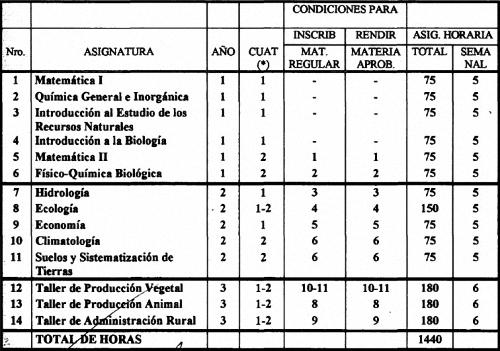 CONDICIONES PARA
INSCRIB RENDIR ASIG. HORARIA
Nro. ASIGNATURA AÑO CUAT (*) MAT. REGULAR MATERIA APROB. TOTAL SEMA NAL
1 Matemática I 1 1 - - 75 5
2 Química General e Inorgánica 1 1 - - 75 5
3 Introducción al Estudio de los 1 1 - - 75 5
Recursos Naturales
4 Introducción a la Biología 1 1 - - 75 5
5 Matemática II 1 2 1 1 75 5
6 Físico-Química Biológica 1 2 2 2 75 5
7 Hidrología 2 1 3 3 75 5
8 Ecología 2 1-2 4 4 150 5
9 Economía 2 1 5 5 75 5
10 Climatología 2 2 6 6 75 5
11 Suelos y Sistematización de 2 2 6 6 75 5
Tierras
12 Taller de Producción Vegetal 3 1-2 10-11 10-11 180 6
13 Taller de Producción Animal 3 1-2 8 8 180 6
14 Taller de Administración Rural 3 1-2 9 9 180 6
TOTAL DE HORAS 1440